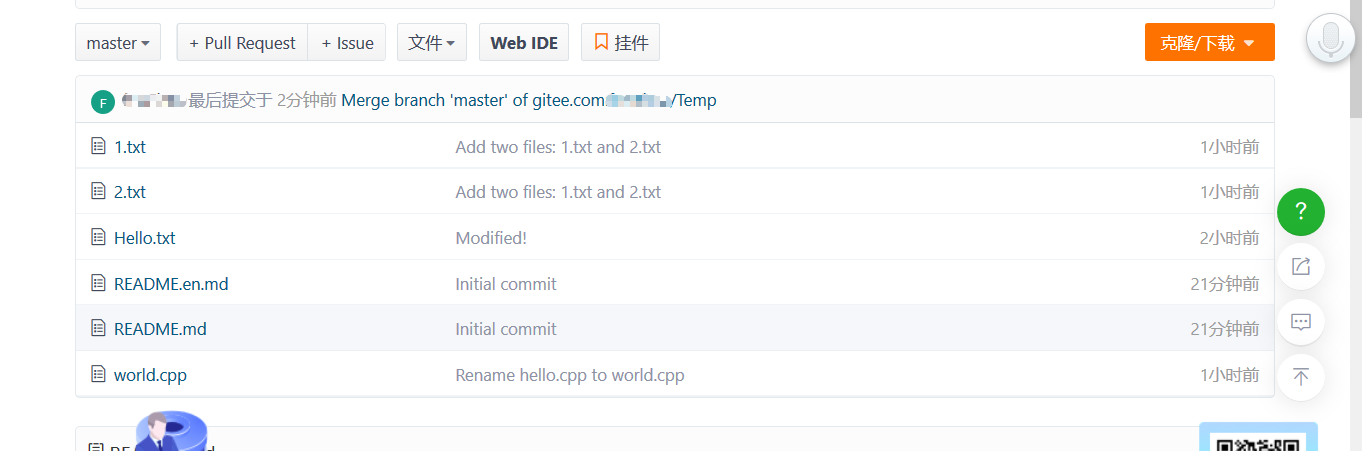 master + Pull Request + Issue 文件 Web IDE 挂件 克隆/下载
F 最后提交于 2分钟前 Merge branch 'master' of gitee.com /Temp
1.txt Add two files: 1.txt and 2.txt 1小时前
2.txt Add two files: 1.txt and 2.txt 1小时前
Hello.txt Modified! 2小时前
?
README.en.md Initial commit 21分钟前
README.md Initial commit 21分钟前
world.cpp Rename hello.cpp to world.cpp 1小时前